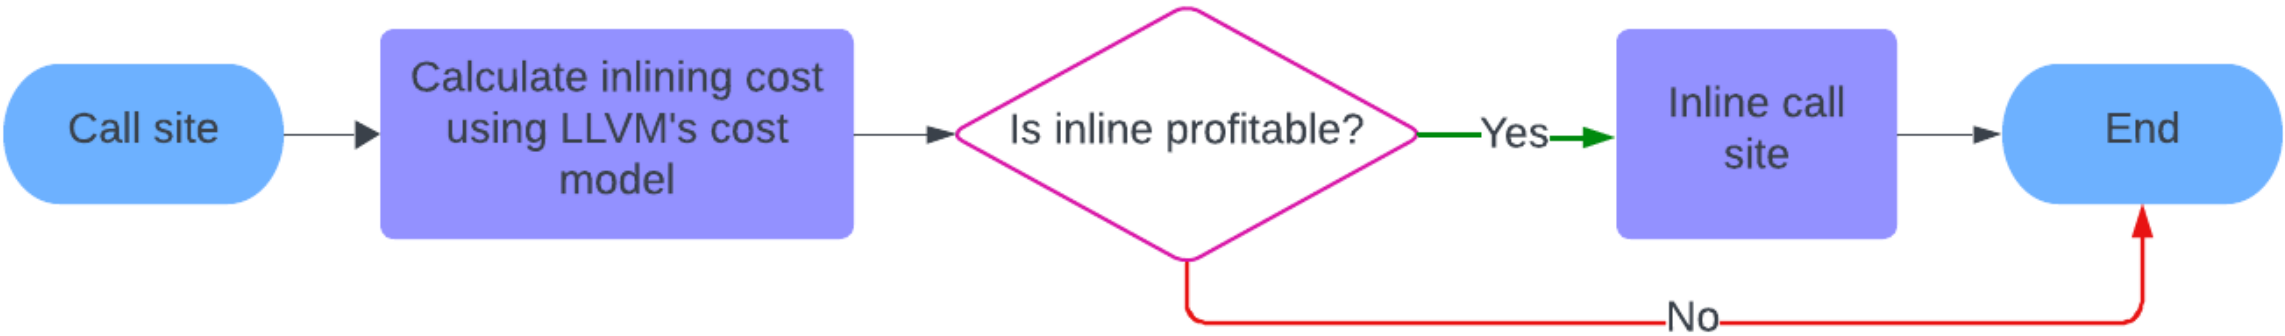 Call site
Calculate inlining cost
using LLVM's cost
model
Is inline profitable?
Yes
Inline call
site
End
No